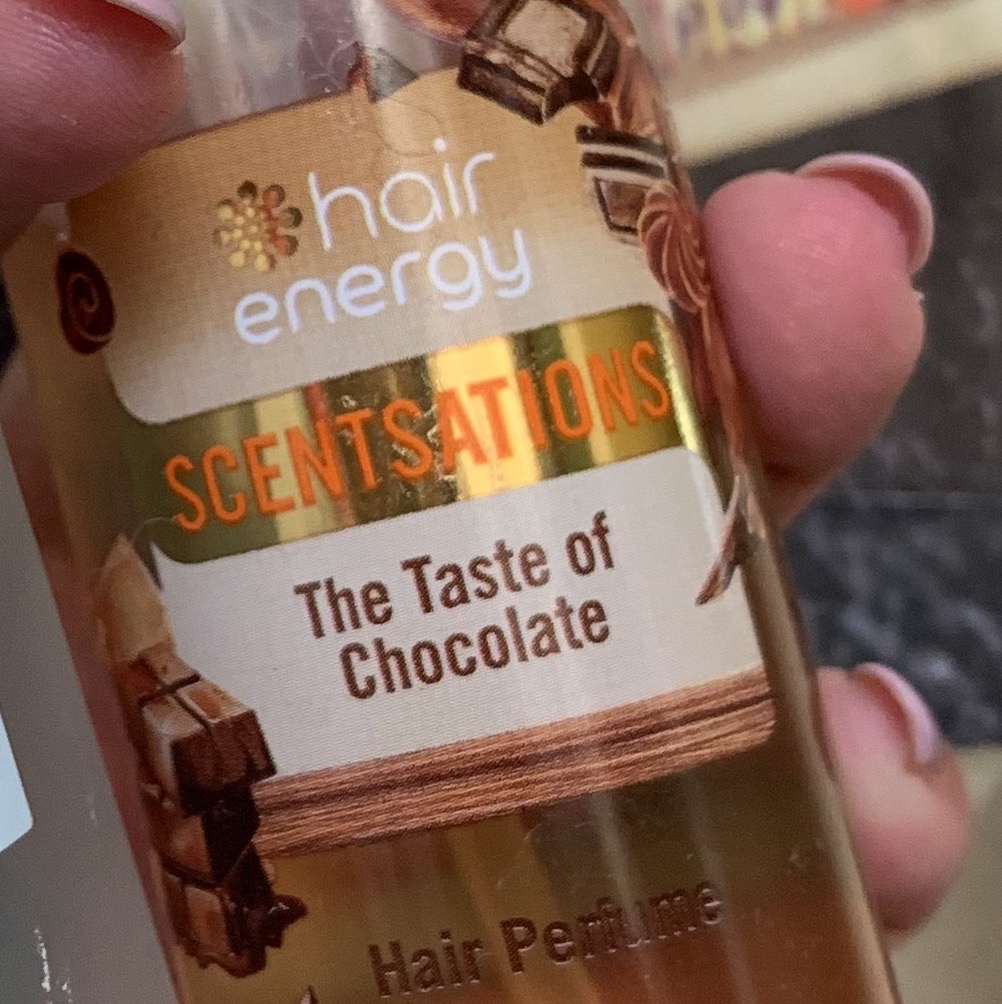 hair
energy
SCENTSATIONS
The Taste of
Chocolate
Hair Perfume